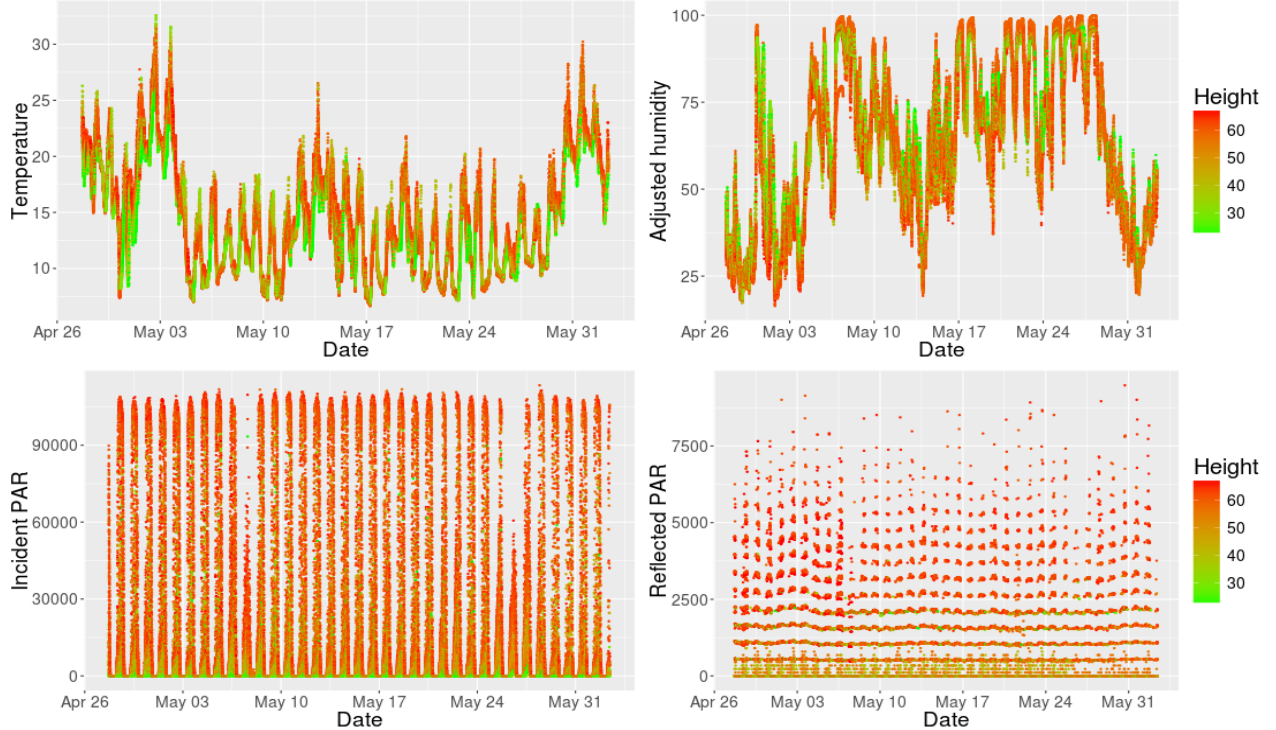 Temperature
30
25
20
15
10
Apr 26 May 03 May 10 May 17 May 24 May 31
Date
Adjusted humidity
100
75
50
25
Apr 26 May 03 May 10 May 17 May 24 May 31
Date
Height
60
50
40
30
Incident PAR
90000
60000
30000
0
Apr 26 May 03 May 10 May 17 May 24 May 31
Date
Reflected PAR
7500
5000
2500
0
Apr 26 May 03 May 10 May 17 May 24 May 31
Date
Height
60
50
40
30